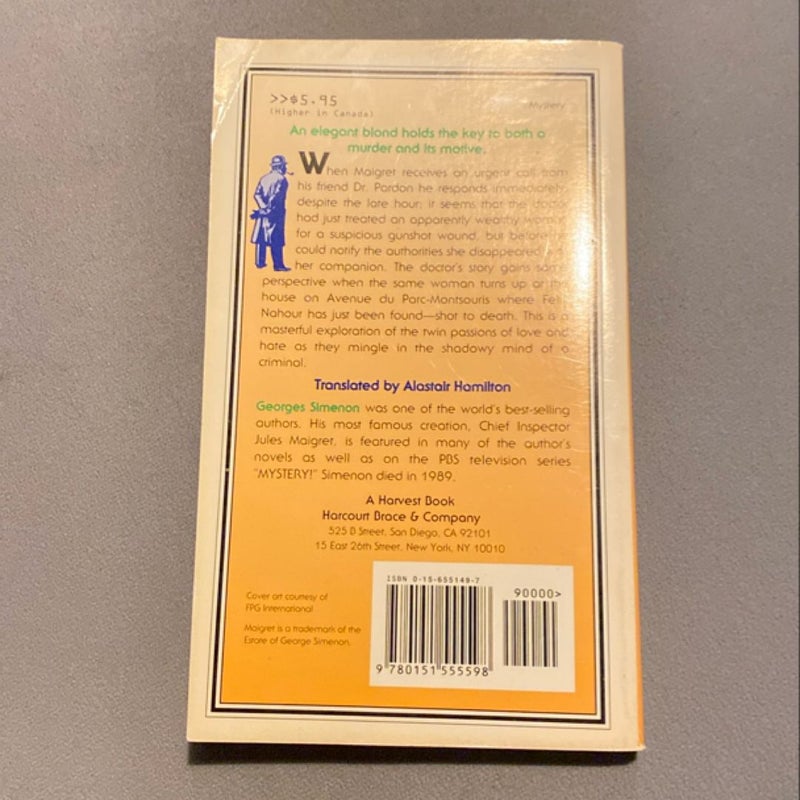 >>$5.95
(Higher in Canada)
Mystery
An elegant blond holds the key to both a
murder and its motive.
When Maigret receives an urgent call from
his friend Dr. Pardon he responds immediately,
despite the late hour; it seems that the doctor
had just treated an apparently wealthy woman
for a suspicious gunshot wound, but before he
could notify the authorities she disappeared
her companion. The doctor's story gains some
perspective when the same woman turns up at the
house on Avenue du Parc-Montsouris where Felix
Nahour has just been found—shot to death. This is a
masterful exploration of the twin passions of love and
hate as they mingle in the shadowy mind of a
criminal.
Translated by Alastair Hamilton
Georges Simenon was one of the world's best-selling
authors. His most famous creation, Chief Inspector
Jules Maigret, is featured in many of the author's
novels as well as on the PBS television series
"MYSTERY!" Simenon died in 1989.
A Harvest Book
Harcourt Brace & Company
525 B Street, San Diego, CA 92101
15 East 26th Street, New York, NY 10010
Cover art courtesy of
FPG International
Maigret is a trademark of the
Estate of George Simenon.
ISBN 0-15-655149-7
90000>
9 780151 555598